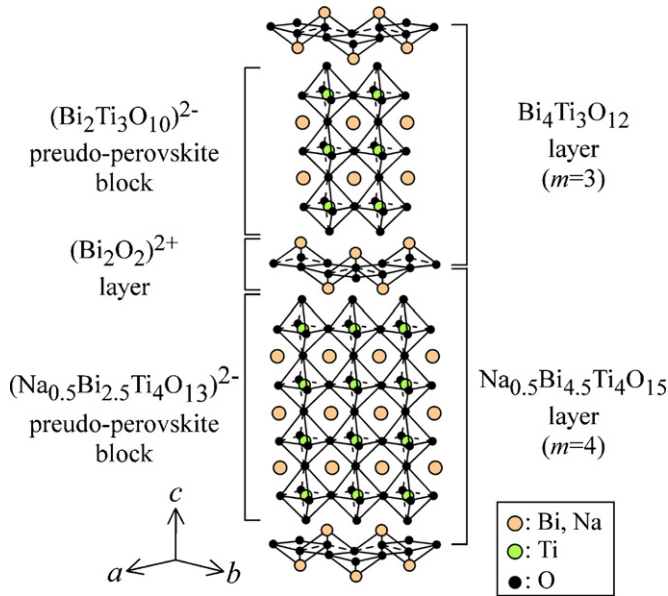 (Bi2Ti3O10)2-
preudo-perovskite
block
(Bi2O2)2+
layer
(Na0.5Bi2.5Ti4O13)2-
preudo-perovskite
block
Bi4Ti3O12
layer
(m=3)
Na0.5Bi4.5Ti4O15
layer
(m=4)
c
a
b
: Bi, Na
: Ti
: O